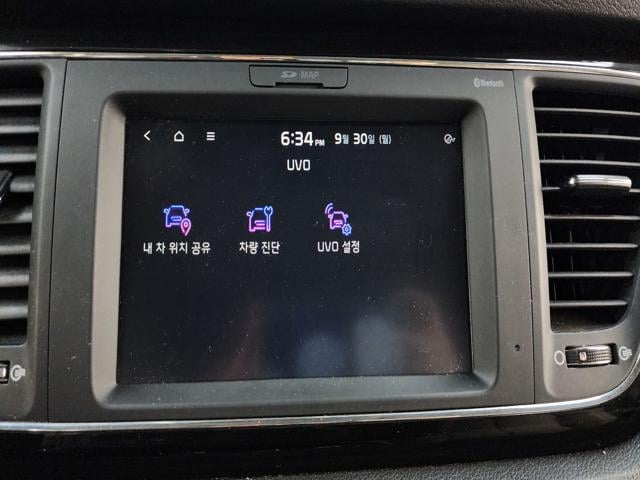 SD MAP
Bluetooth
6:34 PM 9월 30일 (월)
UVO
내 차 위치 공유 차량 진단 UVO 설정